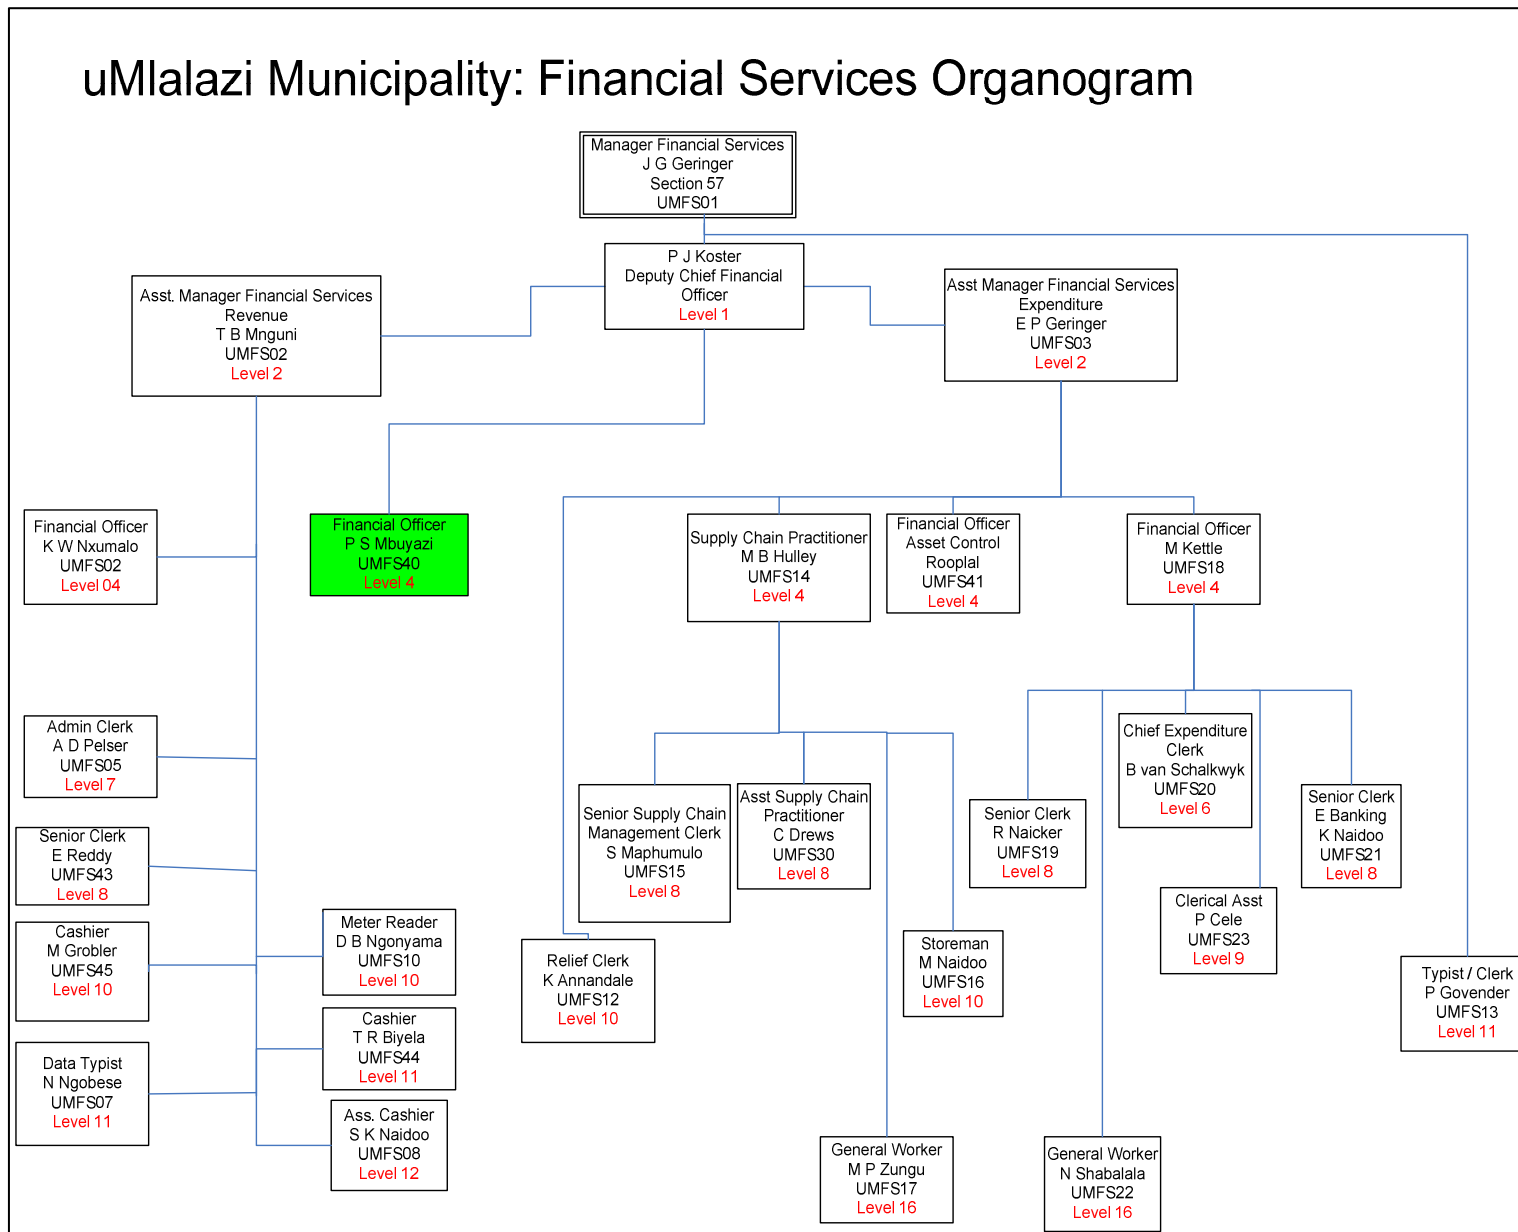 uMlalazi Municipality: Financial Services Organogram
Manager Financial Services
J G Geringer
Section 57
UMFS01
P J Koster
Deputy Chief Financial
Officer
Level 1
Asst. Manager Financial Services
Revenue
T B Mnguni
UMFS02
Level 2
Asst Manager Financial Services
Expenditure
E P Geringer
UMFS03
Level 2
Financial Officer
K W Nxumalo
UMFS02
Level 04
Financial Officer
P S Mbuyazi
UMFS40
Level 4
Supply Chain Practitioner
M B Hulley
UMFS14
Level 4
Financial Officer
Asset Control
Rooplal
UMFS41
Level 4
Financial Officer
M Kettle
UMFS18
Level 4
Admin Clerk
A D Pelser
UMFS05
Level 7
Senior Clerk
E Reddy
UMFS43
Level 8
Cashier
M Grobler
UMFS45
Level 10
Data Typist
N Ngobese
UMFS07
Level 11
Meter Reader
D B Ngonyama
UMFS10
Level 10
Cashier
T R Biyela
UMFS44
Level 11
Ass. Cashier
S K Naidoo
UMFS08
Level 12
Senior Supply Chain
Management Clerk
S Maphumulo
UMFS15
Level 8
Asst Supply Chain
Practitioner
C Drews
UMFS30
Level 8
Relief Clerk
K Annandale
UMFS12
Level 10
Storeman
M Naidoo
UMFS16
Level 10
General Worker
M P Zungu
UMFS17
Level 16
Senior Clerk
R Naicker
UMFS19
Level 8
Chief Expenditure
Clerk
B van Schalkwyk
UMFS20
Level 6
Senior Clerk
E Banking
K Naidoo
UMFS21
Level 8
Clerical Asst
P Cele
UMFS23
Level 9
General Worker
N Shabalala
UMFS22
Level 16
Typist / Clerk
P Govender
UMFS13
Level 11